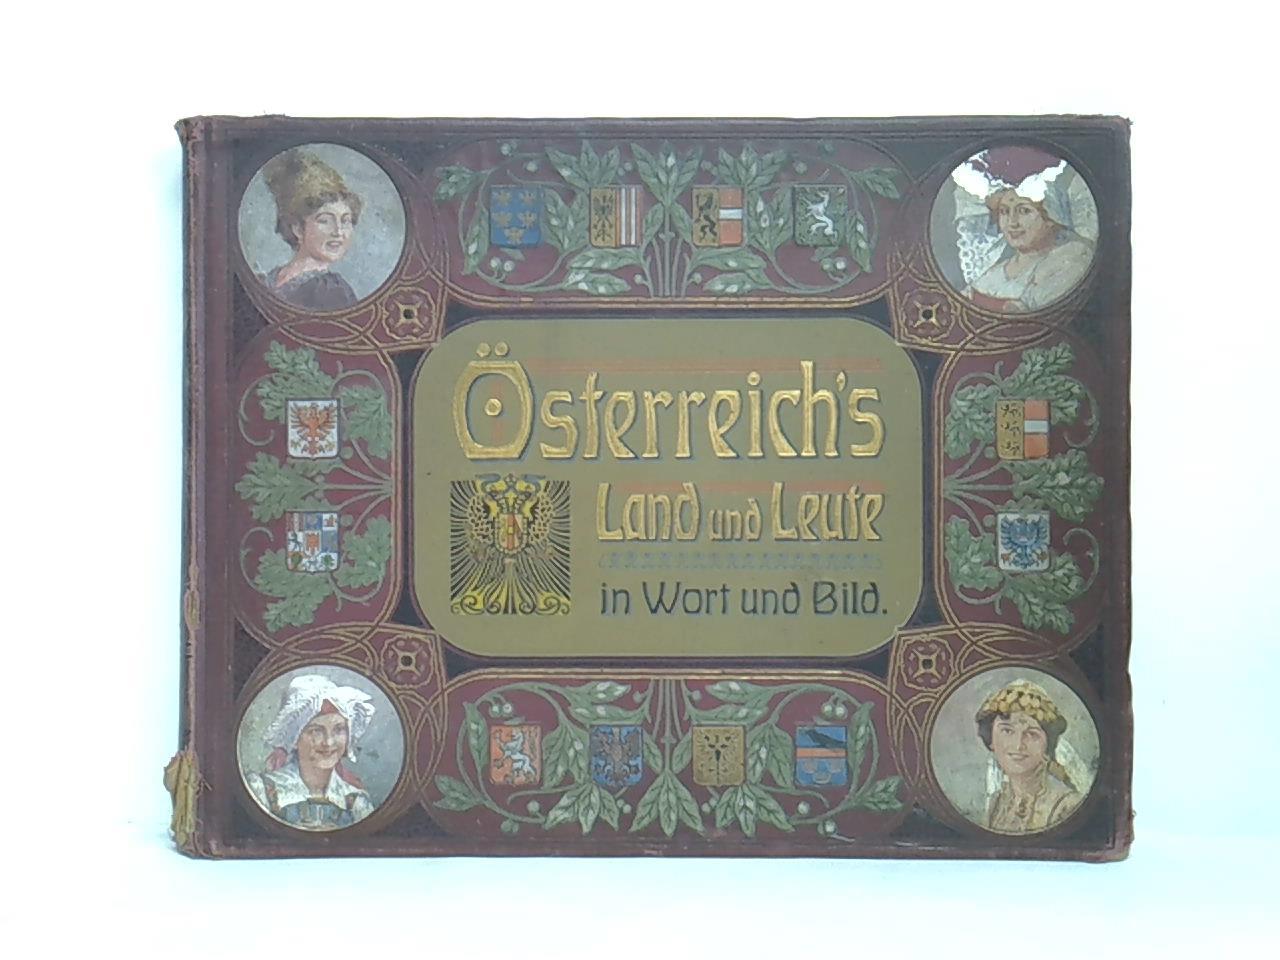 Österreich's
Land und Leute
in Wort und Bild.